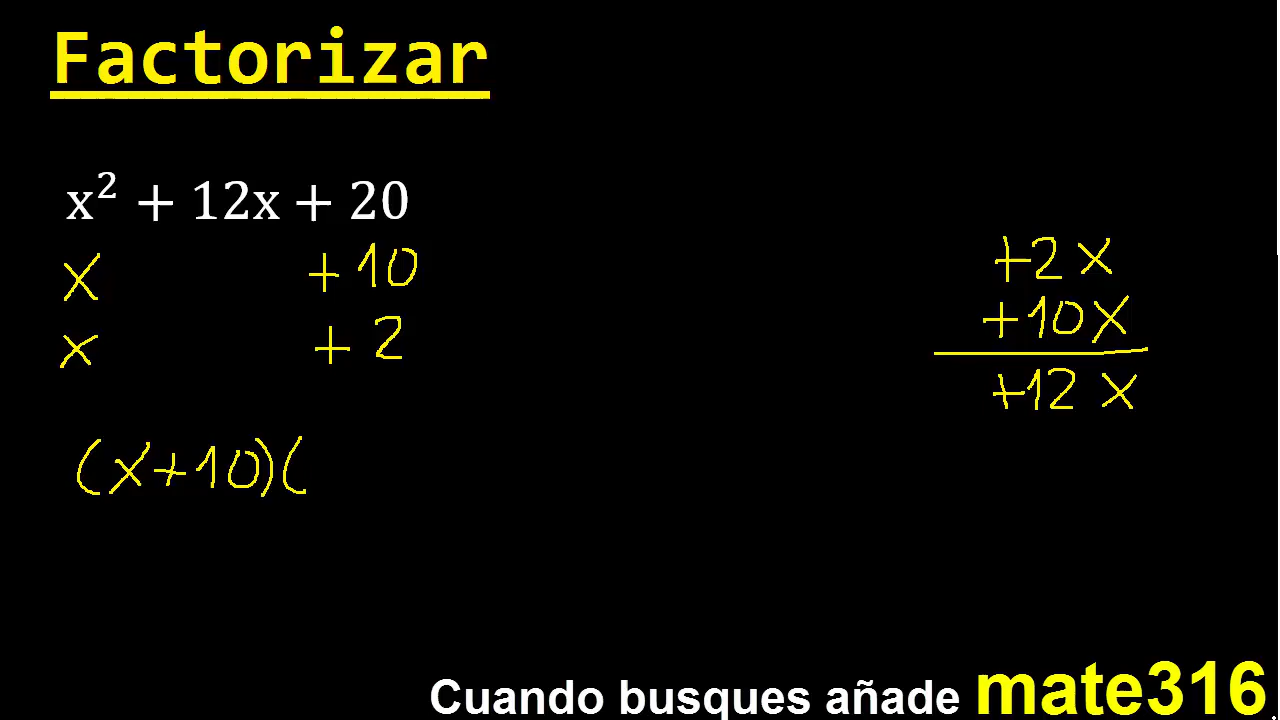 Factorizar
x² + 12x + 20
x +10
x +2
(x+10)(
+2x
+10x
+12x
Cuando busques añade mate316